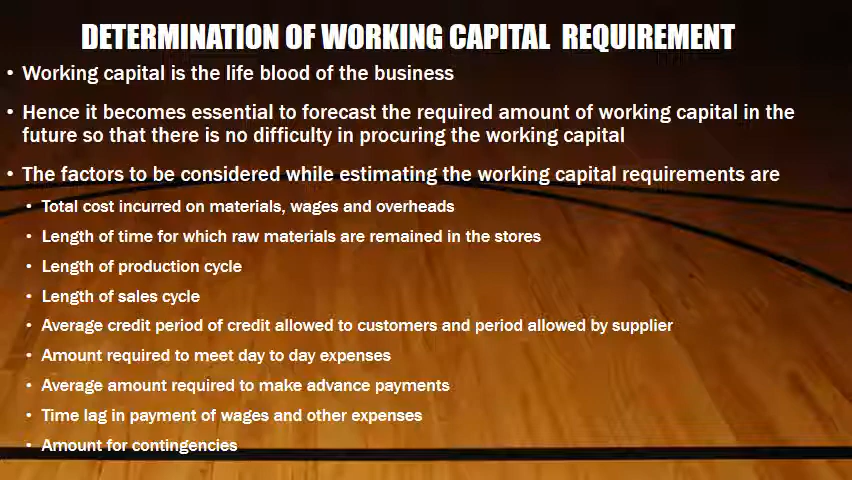 DETERMINATION OF WORKING CAPITAL REQUIREMENT
• Working capital is the life blood of the business
• Hence it becomes essential to forecast the required amount of working capital in the
future so that there is no difficulty in procuring the working capital
• The factors to be considered while estimating the working capital requirements are
• Total cost incurred on materials, wages and overheads
• Length of time for which raw materials are remained in the stores
• Length of production cycle
• Length of sales cycle
• Average credit period of credit allowed to customers and period allowed by supplier
• Amount required to meet day to day expenses
• Average amount required to make advance payments
• Time lag in payment of wages and other expenses
• Amount for contingencies